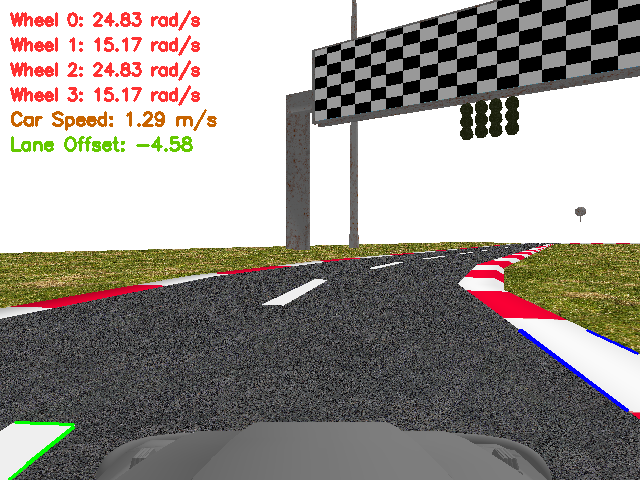 Wheel 0: 24.83 rad/s
Wheel 1: 15.17 rad/s
Wheel 2: 24.83 rad/s
Wheel 3: 15.17 rad/s
Car Speed: 1.29 m/s
Lane Offset: -4.58